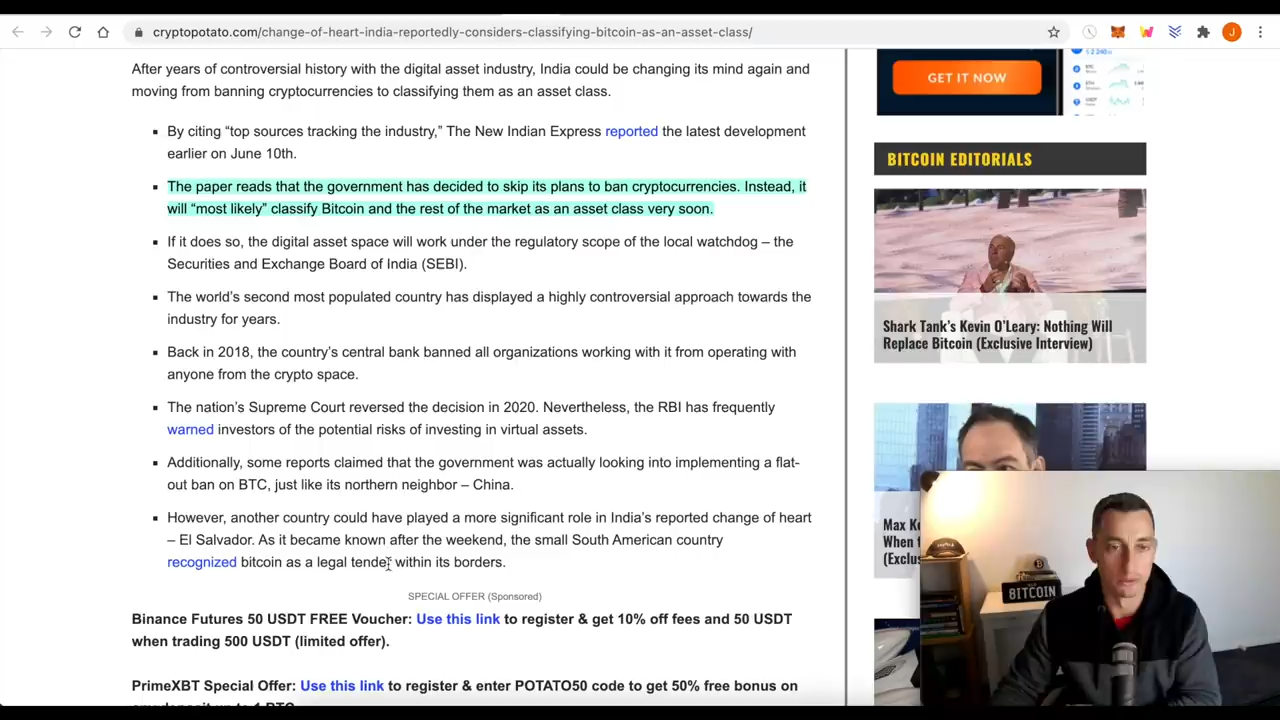 cryptopotato.com/change-of-heart-india-reportedly-considers-classifying-bitcoin-as-an-asset-class/
J
After years of controversial history with the digital asset industry, India could be changing its mind again and
moving from banning cryptocurrencies to classifying them as an asset class.
GET IT NOW
▪ By citing “top sources tracking the industry,” The New Indian Express reported the latest development
earlier on June 10th.
▪ The paper reads that the government has decided to skip its plans to ban cryptocurrencies. Instead, it
will “most likely” classify Bitcoin and the rest of the market as an asset class very soon.
▪ If it does so, the digital asset space will work under the regulatory scope of the local watchdog – the
Securities and Exchange Board of India (SEBI).
▪ The world’s second most populated country has displayed a highly controversial approach towards the
industry for years.
▪ Back in 2018, the country’s central bank banned all organizations working with it from operating with
anyone from the crypto space.
▪ The nation’s Supreme Court reversed the decision in 2020. Nevertheless, the RBI has frequently
warned investors of the potential risks of investing in virtual assets.
▪ Additionally, some reports claimed that the government was actually looking into implementing a flat-
out ban on BTC, just like its northern neighbor – China.
▪ However, another country could have played a more significant role in India’s reported change of heart
– El Salvador. As it became known after the weekend, the small South American country
recognized bitcoin as a legal tender within its borders.
SPECIAL OFFER (Sponsored)
Binance Futures 50 USDT FREE Voucher: Use this link to register & get 10% off fees and 50 USDT
when trading 500 USDT (limited offer).
PrimeXBT Special Offer: Use this link to register & enter POTATO50 code to get 50% free bonus on
BITCOIN EDITORIALS
Shark Tank’s Kevin O’Leary: Nothing Will
Replace Bitcoin (Exclusive Interview)
Max
When
BITCOIN